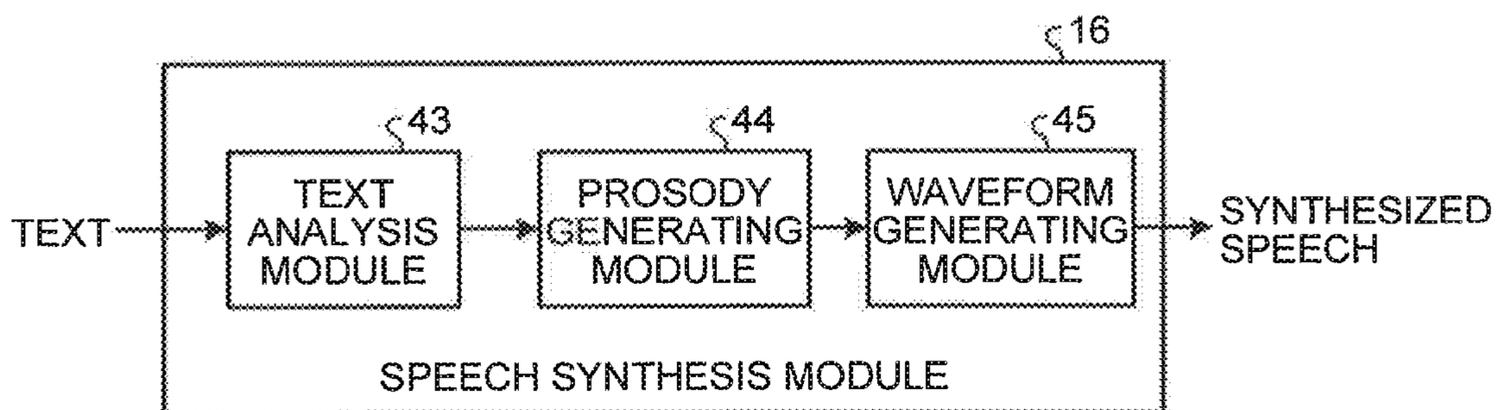 16
43
44
45
TEXT
TEXT
ANALYSIS
MODULE
PROSODY
GENERATING
MODULE
WAVEFORM
GENERATING
MODULE
SYNTHESIZED
SPEECH
SPEECH SYNTHESIS MODULE